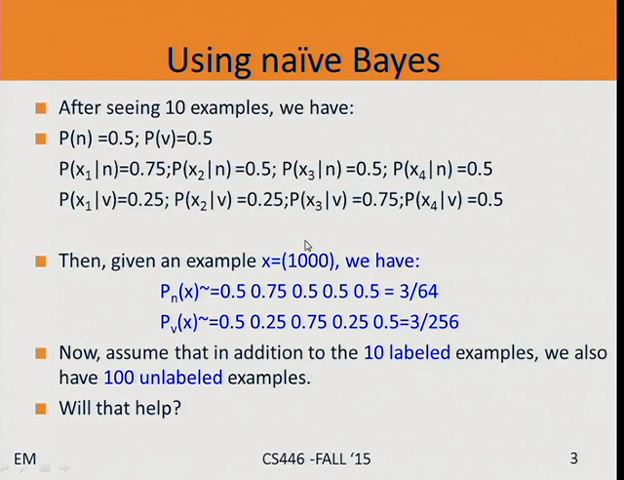 Using naïve Bayes
After seeing 10 examples, we have:
P(n) =0.5; P(v)=0.5
P(x₁|n)=0.75;P(x₂|n) =0.5; P(x₃|n) =0.5; P(x₄|n) =0.5
P(x₁|v)=0.25; P(x₂|v) =0.25;P(x₃|v) =0.75;P(x₄|v) =0.5
Then, given an example x=(1000), we have:
Pₙ(x)~=0.5 0.75 0.5 0.5 0.5 = 3/64
Pᵥ(x)~=0.5 0.25 0.75 0.25 0.5=3/256
Now, assume that in addition to the 10 labeled examples, we also
have 100 unlabeled examples.
Will that help?
EM CS446 -FALL ‘15 3